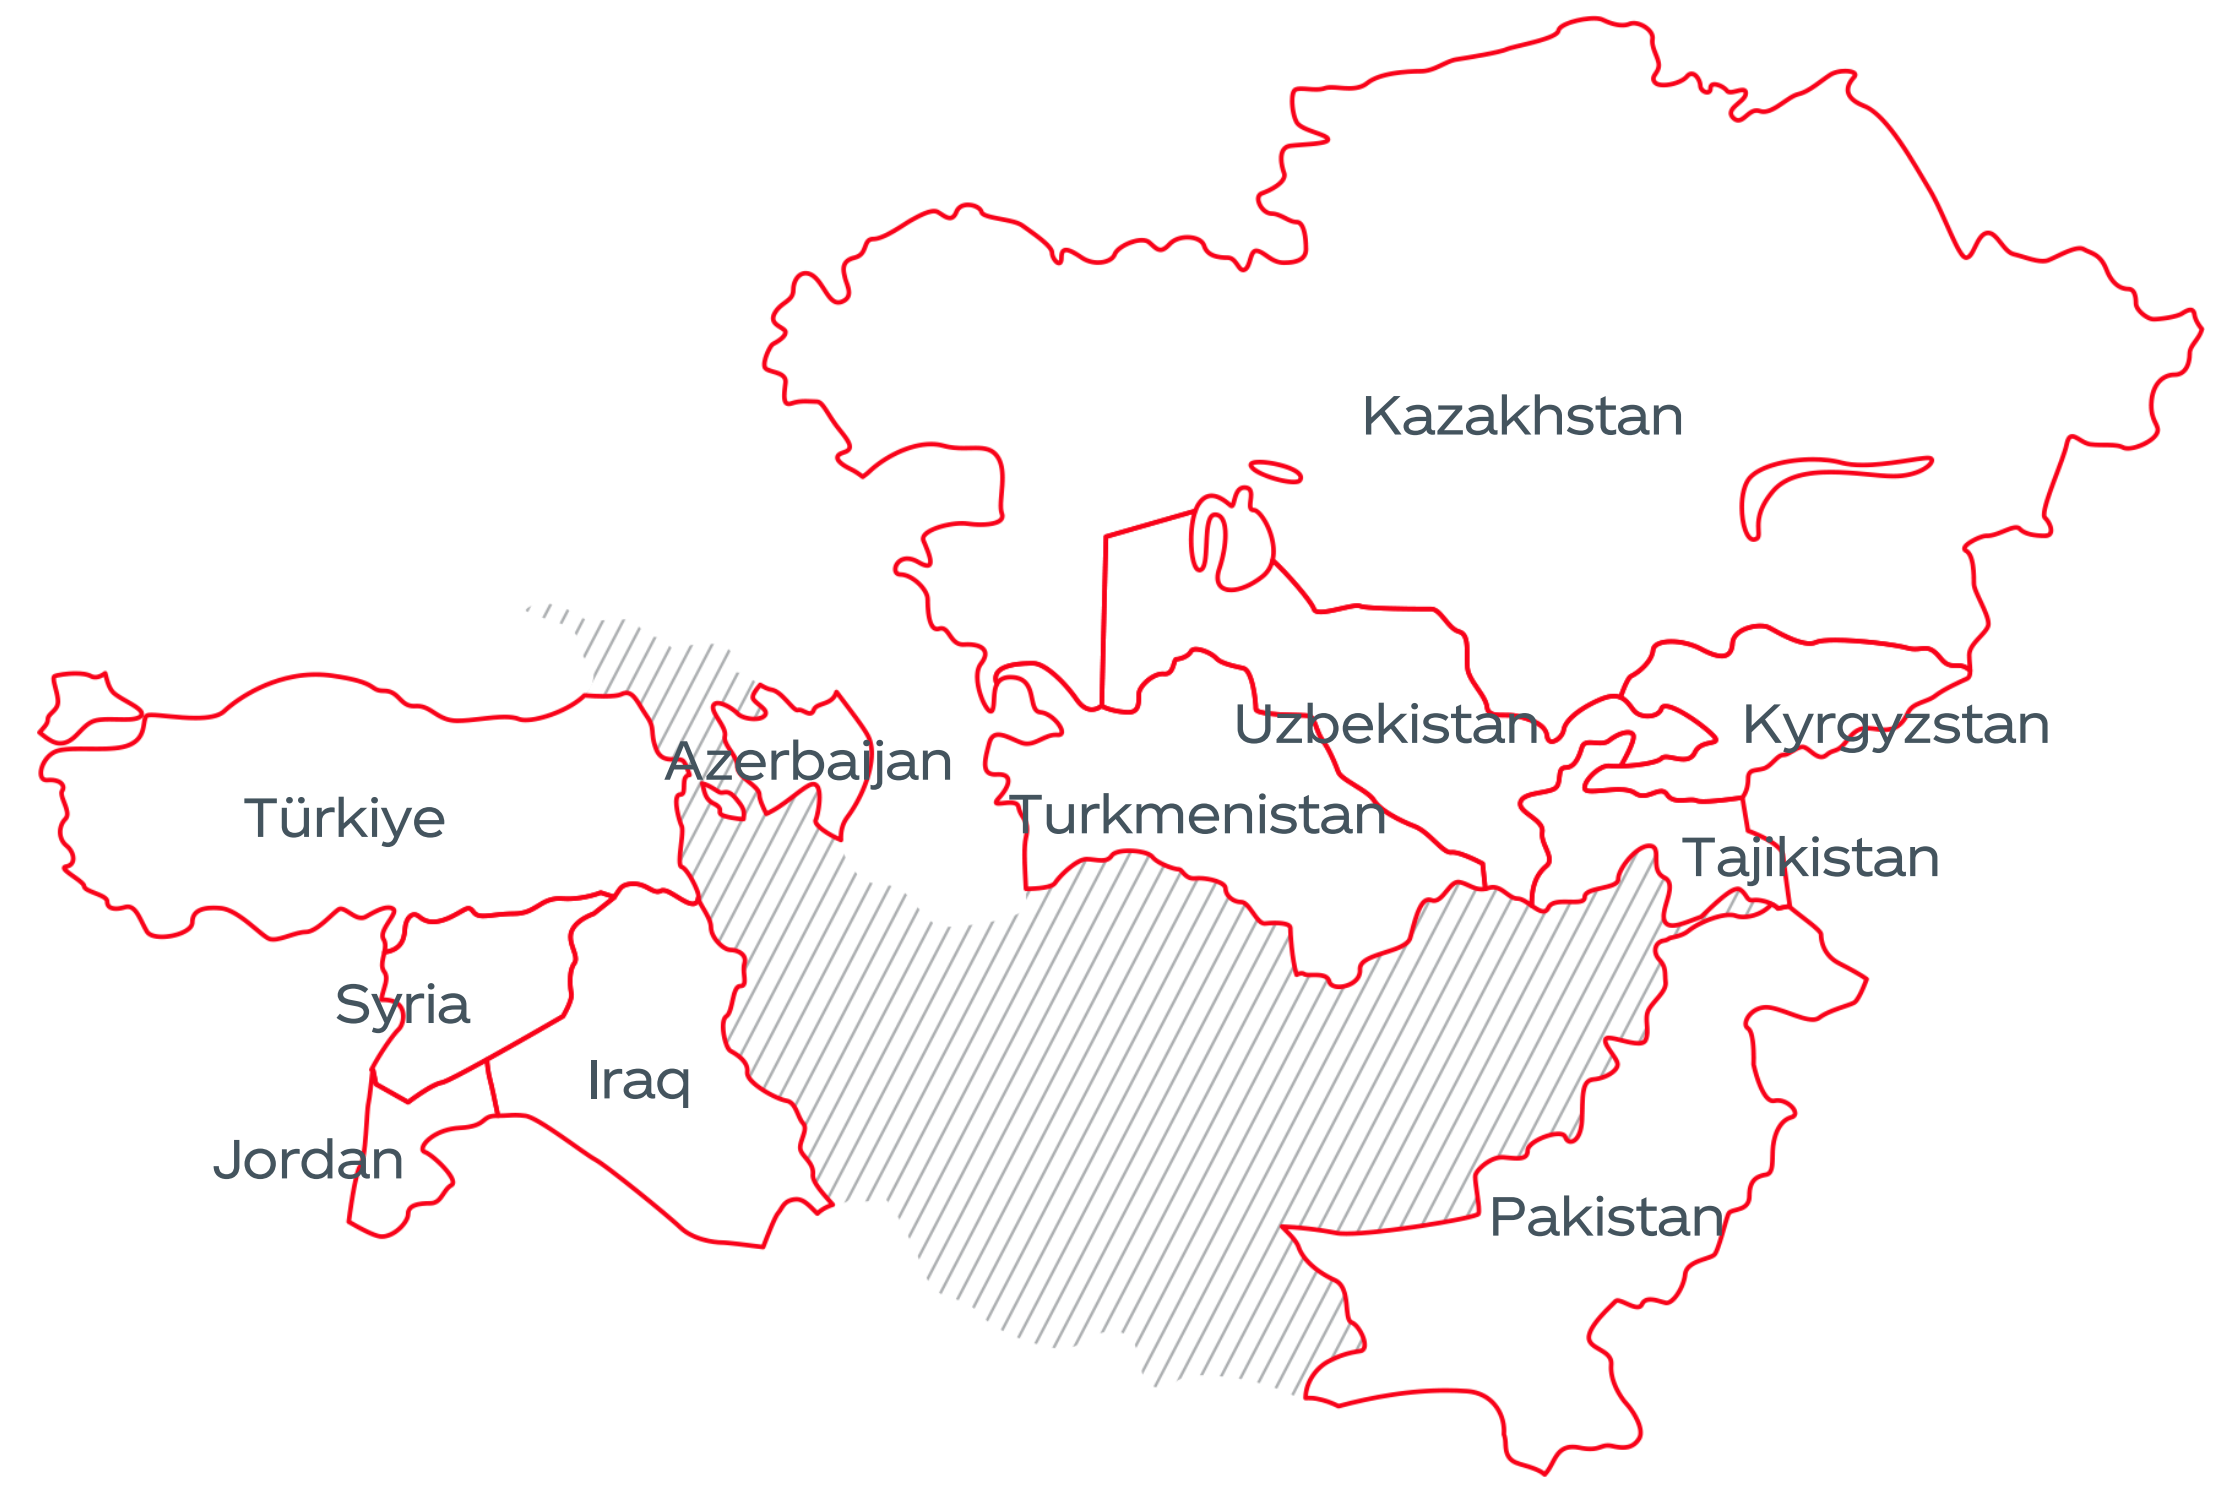 Kazakhstan
Uzbekistan
Kyrgyzstan
Azerbaijan
Türkiye
Turkmenistan
Tajikistan
Syria
Iraq
Jordan
Pakistan